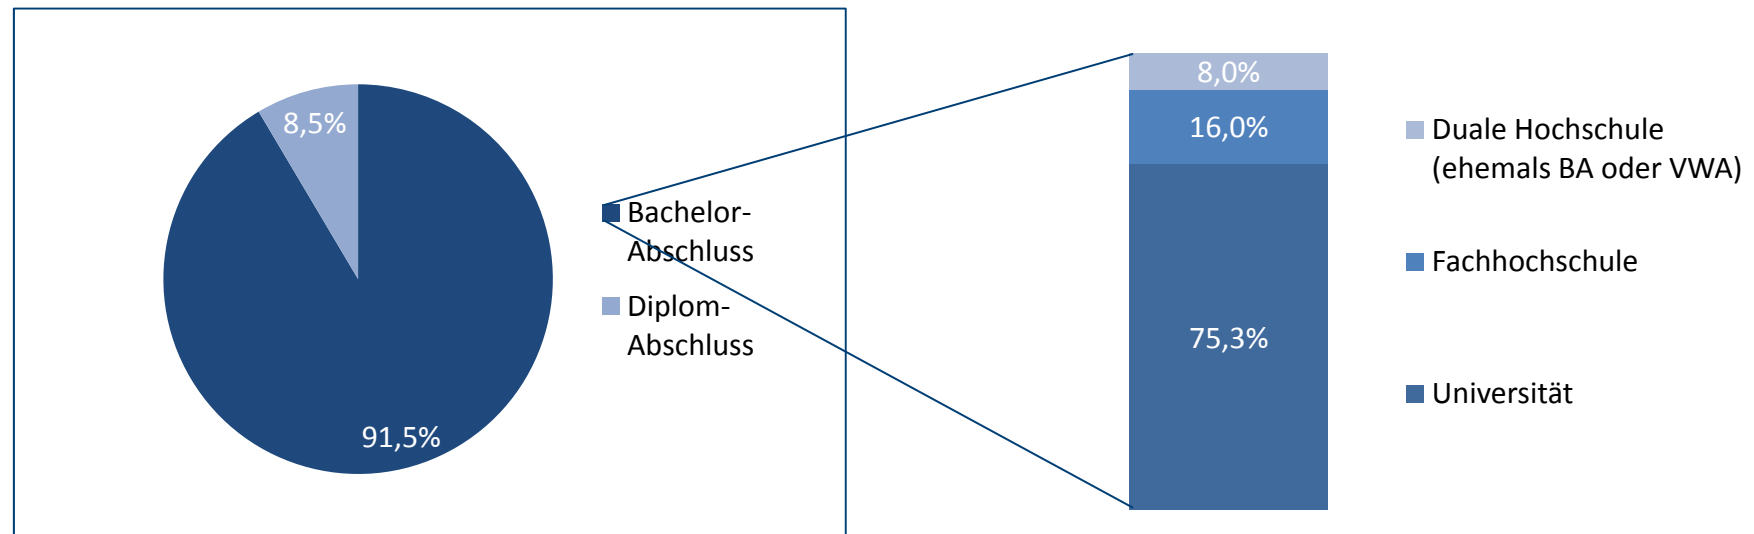 8,5%
91,5%
Bachelor-
Abschluss
Diplom-
Abschluss
8,0%
16,0%
75,3%
Duale Hochschule
(ehemals BA oder VWA)
Fachhochschule
Universität